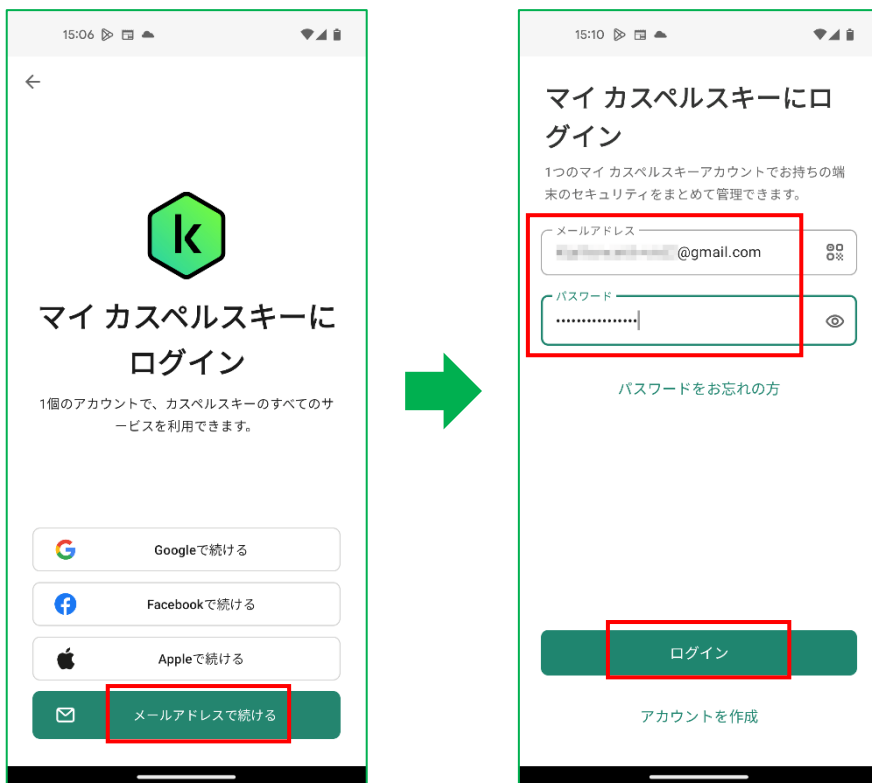 15:06
マイ カスペルスキーに
ログイン
1個のアカウントで、カスペルスキーのすべてのサ
ービスを利用できます。
Googleで続ける
Facebookで続ける
Appleで続ける
メールアドレスで続ける
15:10
マイ カスペルスキーにロ
グイン
1つのマイ カスペルスキーアカウントでお持ちの端
末のセキュリティをまとめて管理できます。
メールアドレス
@gmail.com
パスワード
パスワードをお忘れの方
ログイン
アカウントを作成